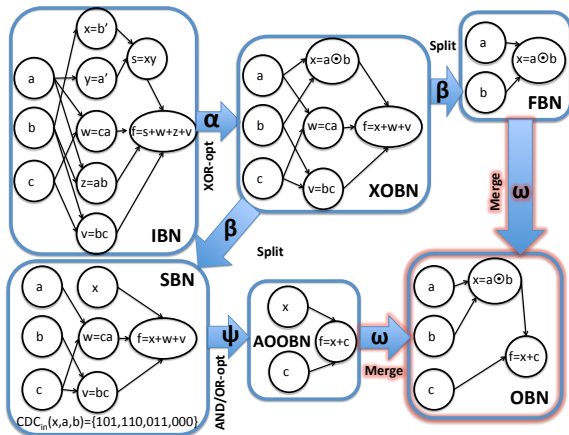 x=b'
a
y=a'
s=xy
b
w=ca
f=s+w+z+v
c
z=ab
v=bc
IBN
α
XOR-opt
a
x=a⊙b
b
w=ca
f=x+w+v
c
v=bc
XOBN
Split
β
a
x=a⊙b
b
FBN
β
Split
Merge
ω
SBN
a
x
b
w=ca
f=x+w+v
c
v=bc
CDCin(x,a,b)={101,110,011,000}
ψ
AND/OR-opt
x
AOOBN
f=x+c
c
ω
Merge
a
x=a⊙b
b
f=x+c
c
OBN